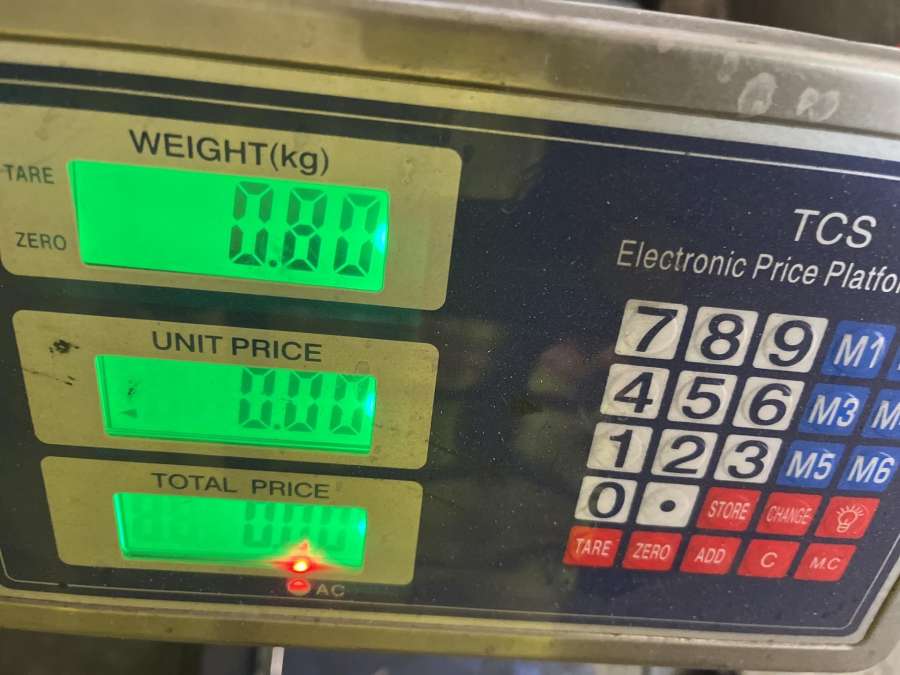 WEIGHT(kg)
TARE
0.80
ZERO
UNIT PRICE
0.00
TOTAL PRICE
0.00
AC
TCS
Electronic Price Platfo
7 8 9 M1
4 5 6 M3 M
1 2 3 M5 M6
0 . STORE CHANGE
TARE ZERO ADD C M.C